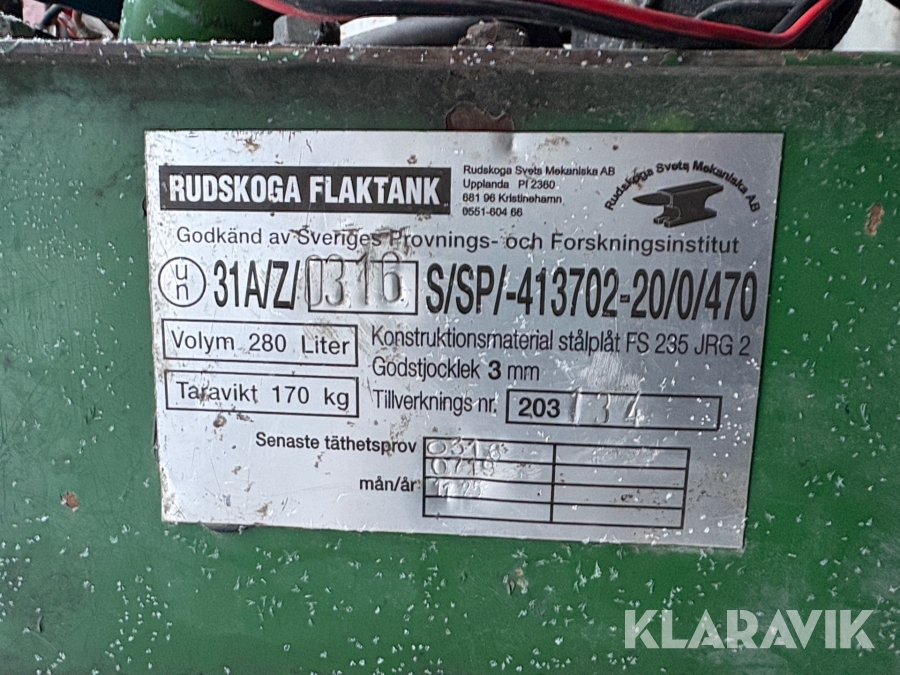 RUDSKOGA FLAKTANK
Rudskoga Svets Mekaniska AB
Upplanda Pl 2360
681 96 Kristinehamn
0551-604 66
Rudskoga Svets Mekaniska AB
Godkänd av Sveriges Provnings- och Forskningsinstitut
un 31A/Z/ 0316 S/SP/-413702-20/0/470
Volym 280 Liter
Konstruktionsmaterial stålplåt FS 235 JRG 2
Godstjocklek 3 mm
Taravikt 170 kg
Tillverknings nr. 203 134
Senaste täthetsprov
mån/år
0316
0719
KLARAVIK